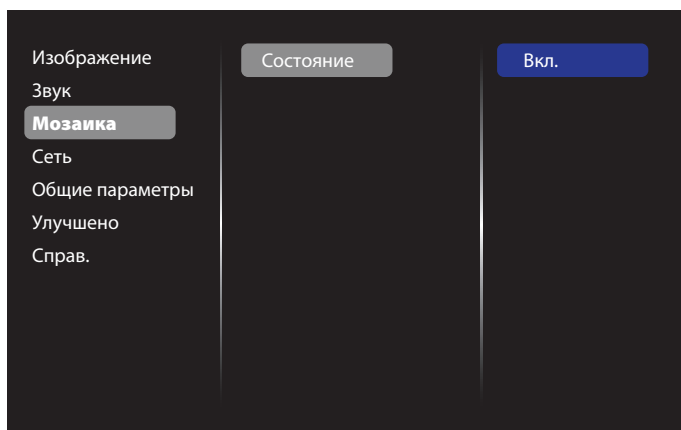 Изображение
Состояние
Вкл.
Звук
Мозаика
Сеть
Общие параметры
Улучшено
Справ.